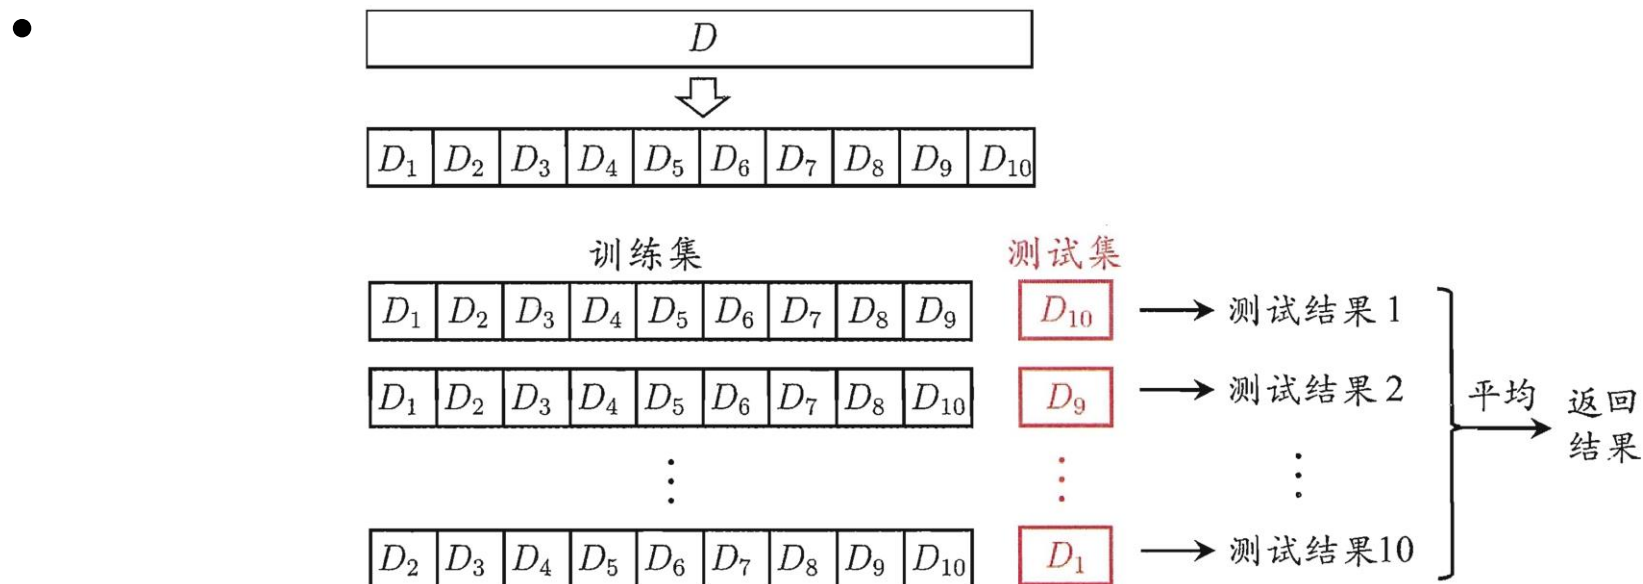 D
D₁ D₂ D₃ D₄ D₅ D₆ D₇ D₈ D₉ D₁₀
训练集 测试集
D₁ D₂ D₃ D₄ D₅ D₆ D₇ D₈ D₉ D₁₀ 测试结果1
D₁ D₂ D₃ D₄ D₅ D₆ D₇ D₈ D₁₀ D₉ 测试结果2
平均 返回
结果
D₂ D₃ D₄ D₅ D₆ D₇ D₈ D₉ D₁₀ D₁ 测试结果10